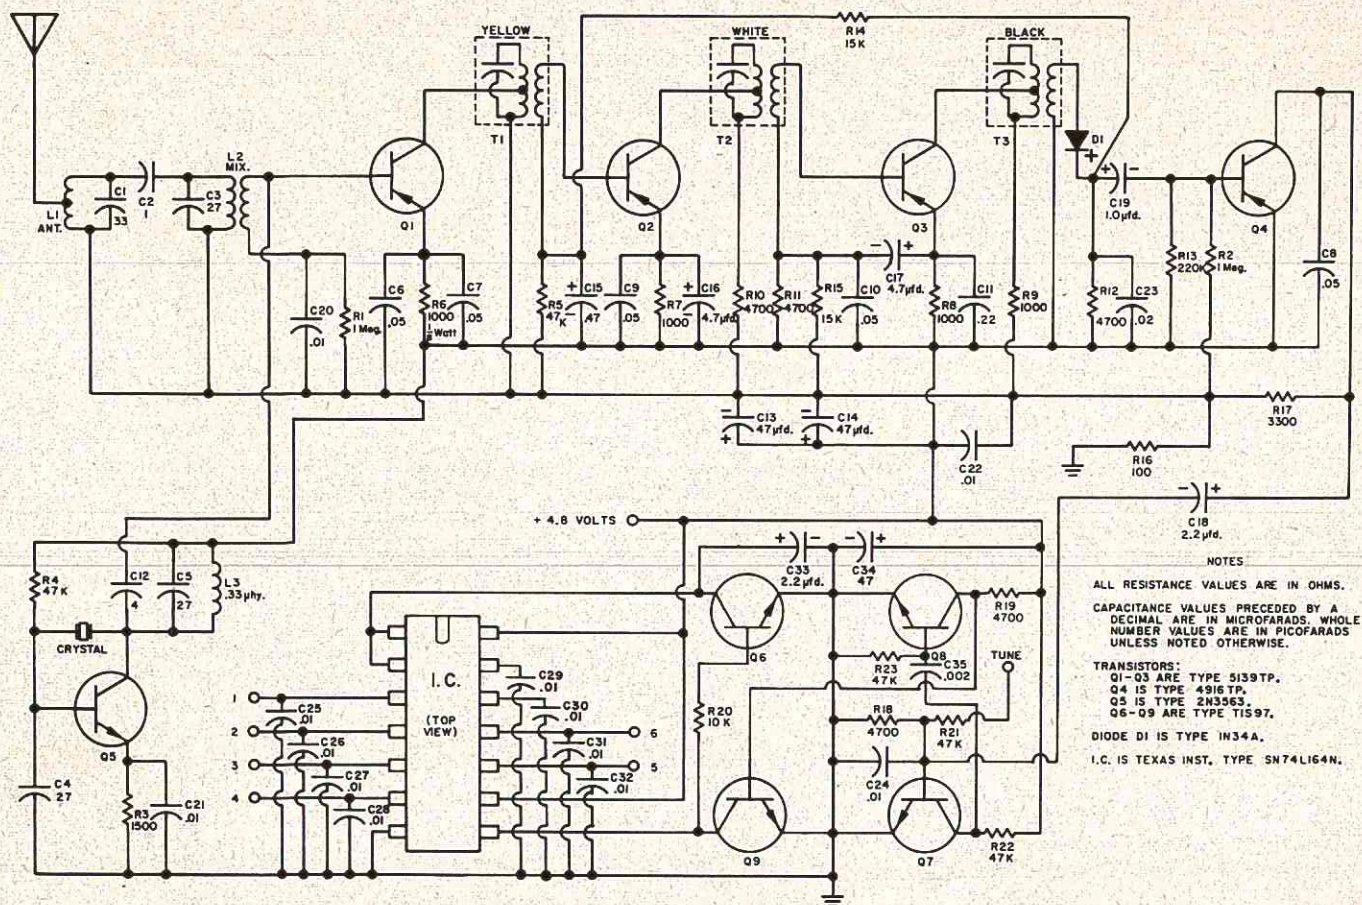 YELLOW
T1
WHITE
T2
R14
15K
BLACK
T3
D1
+
L1
ANT.
C1
33
C2
1
C3
27
L2
MIX.
Q1
Q2
Q3
+ -
C19
1.0µfd.
Q4
C20
.01
R1
1 Meg.
C6
.05
R6
1000
½ Watt
C7
.05
R5
47K
+
C15
-
.47
C9
.05
R7
1000
+
C16
-
4.7µfd.
R10
4700
R11
4700
R15
15K
C10
.05
- +
C17
4.7µfd.
R8
1000
C11
.22
R9
1000
R12
4700
C23
.02
R13
220K
R2
1 Meg.
C8
.05
-
C13
47µfd.
+
-
C14
47µfd.
+
C22
.01
R17
3300
R16
100
- +
C18
2.2µfd.
+ 4.8 VOLTS
R4
47K
C12
4
C5
27
L3
.33µhy.
CRYSTAL
Q5
C4
27
R3
1500
C21
.01
+ -
C33
2.2µfd.
- +
C34
47
Q6
Q8
R19
4700
R23
47K
C35
.002
TUNE
R20
10K
R18
4700
R21
47K
C24
.01
Q9
Q7
R22
47K
I.C.
(TOP
VIEW)
1
2
3
4
6
5
C25
.01
C26
.01
C27
.01
C28
.01
C29
.01
C30
.01
C31
.01
C32
.01
NOTES
ALL RESISTANCE VALUES ARE IN OHMS.
CAPACITANCE VALUES PRECEDED BY A
DECIMAL ARE IN MICROFARADS. WHOLE
NUMBER VALUES ARE IN PICOFARADS
UNLESS NOTED OTHERWISE.
TRANSISTORS:
Q1-Q3 ARE TYPE 5139TP.
Q4 IS TYPE 4916TP.
Q5 IS TYPE 2N3563.
Q6-Q9 ARE TYPE TIS97.
DIODE D1 IS TYPE IN34A.
I.C. IS TEXAS INST. TYPE SN74L164N.